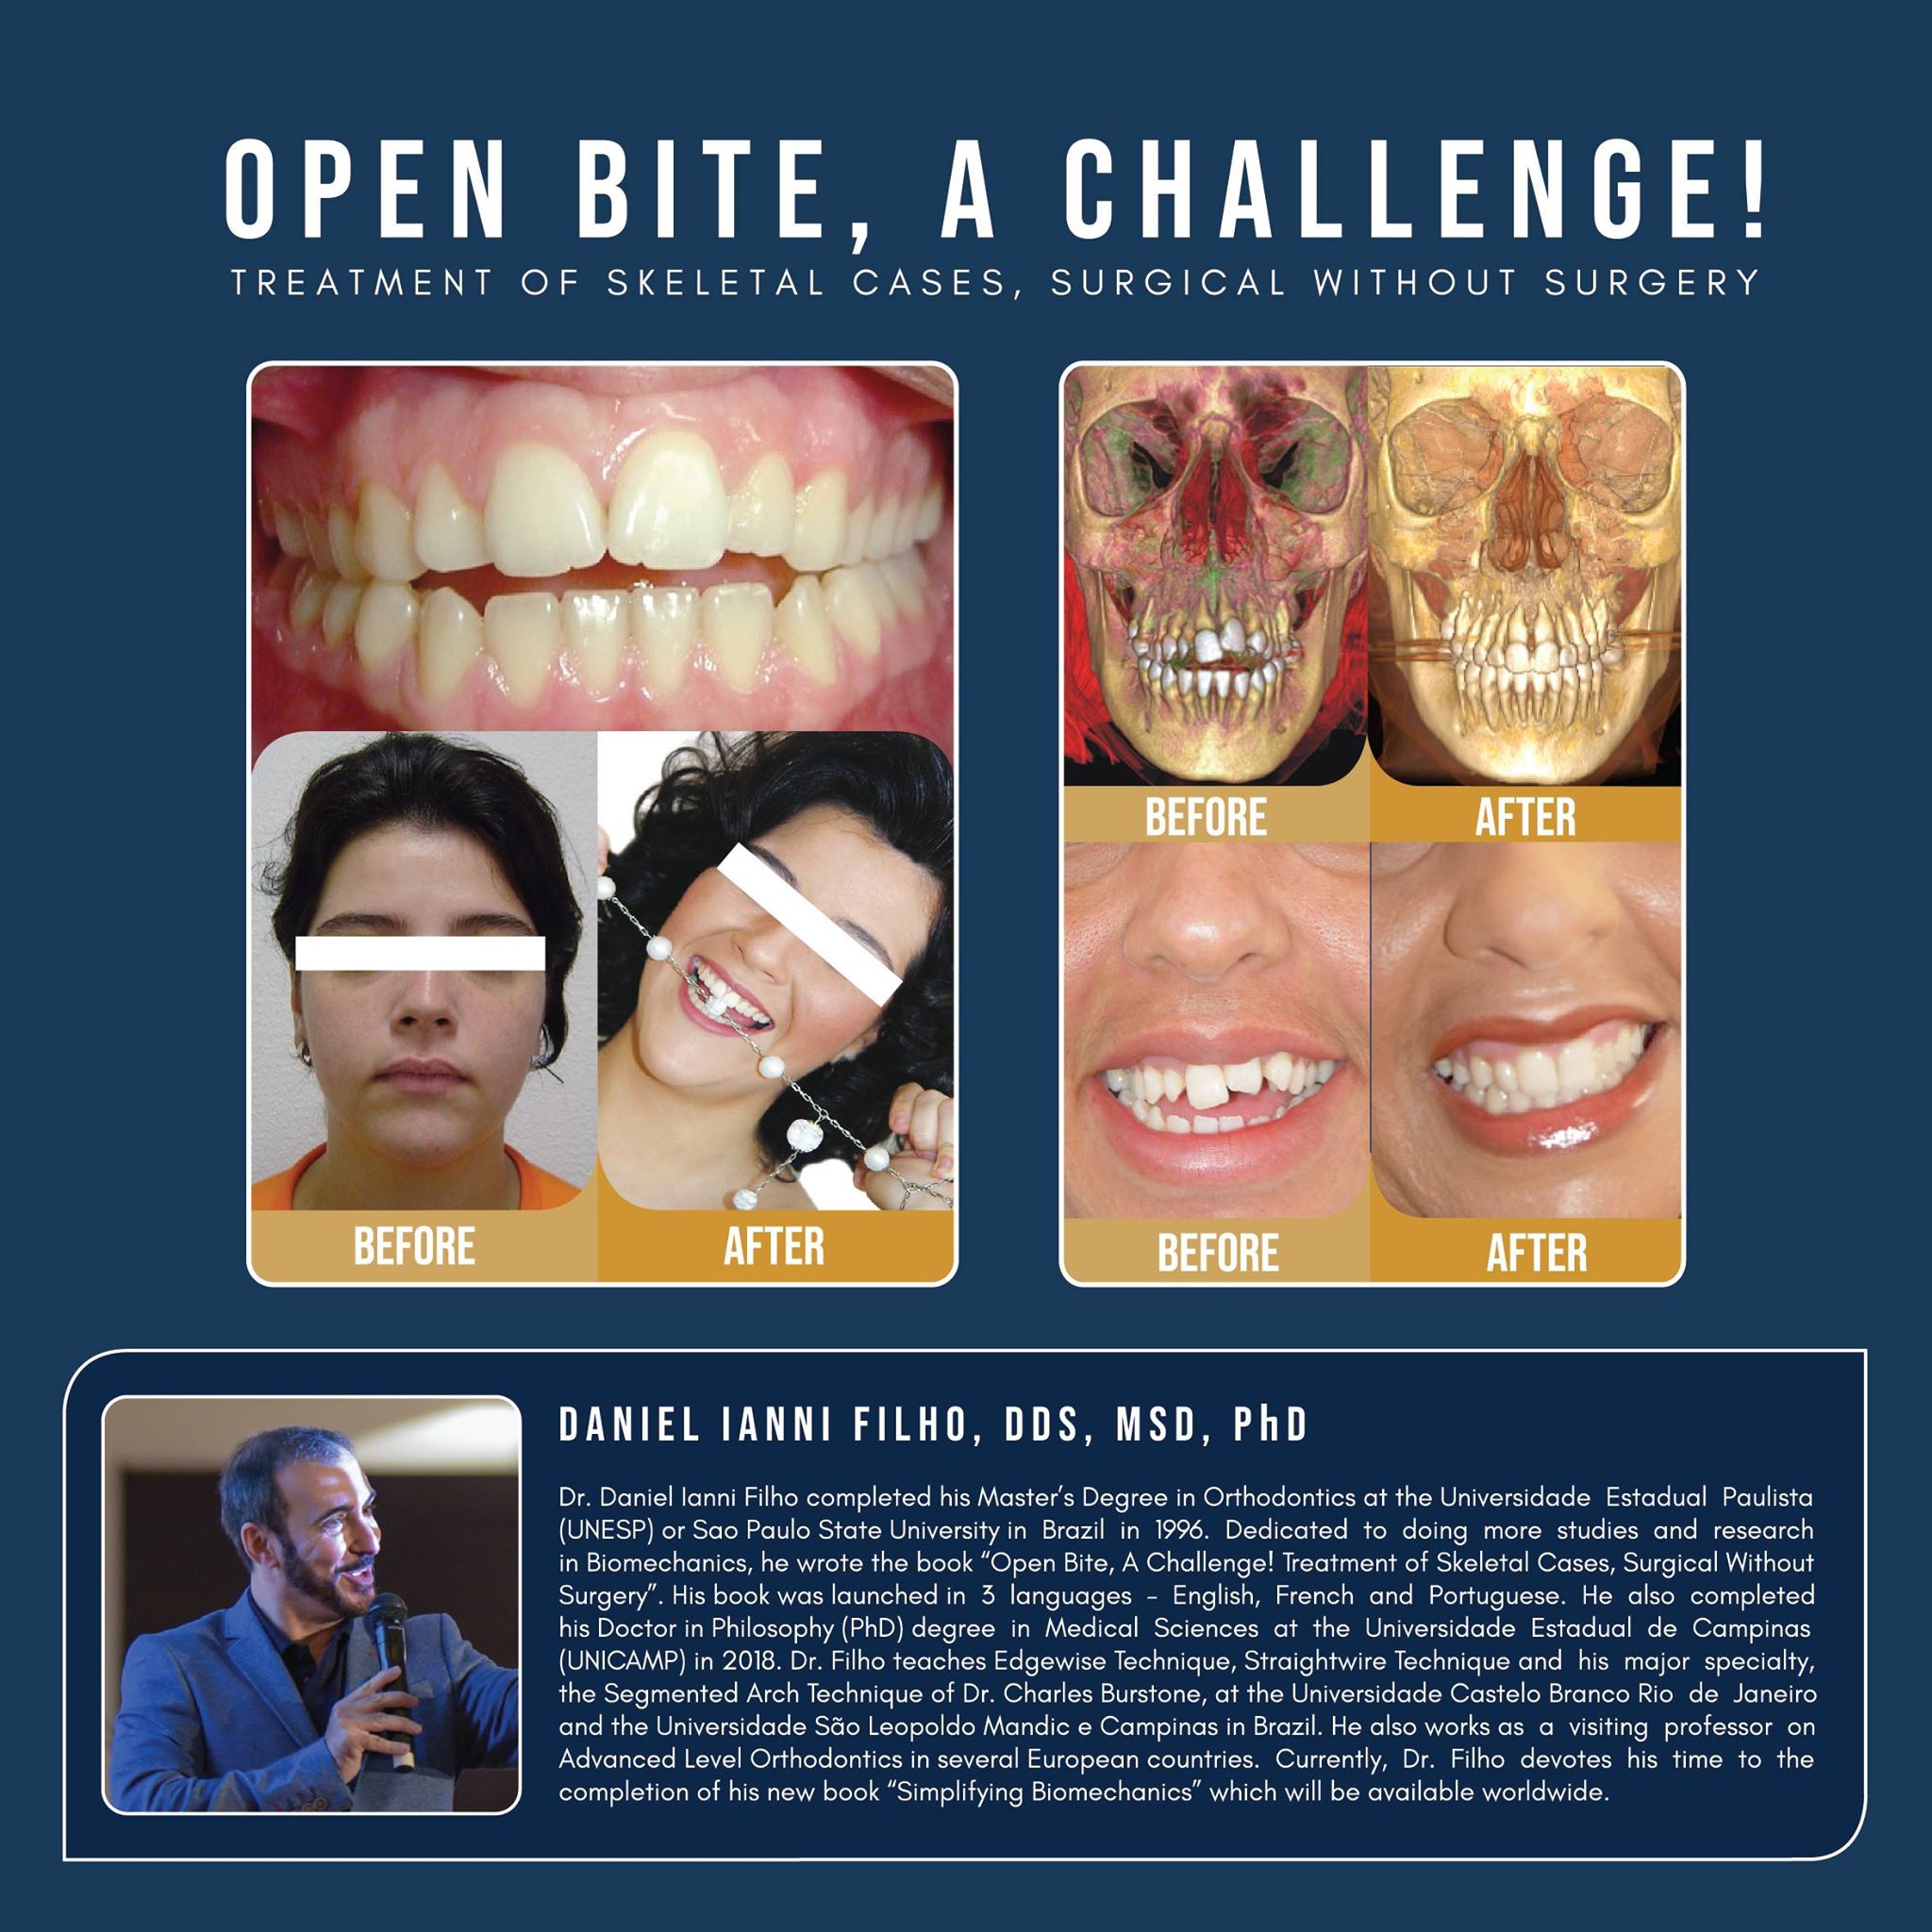 OPEN BITE, A CHALLENGE!
TREATMENT OF SKELETAL CASES, SURGICAL WITHOUT SURGERY
BEFORE
AFTER
BEFORE
AFTER
BEFORE
AFTER
DANIEL IANNI FILHO, DDS, MSD, PhD
Dr. Daniel Ianni Filho completed his Master's Degree in Orthodontics at the Universidade Estadual Paulista
(UNESP) or Sao Paulo State University in Brazil in 1996. Dedicated to doing more studies and research
in Biomechanics, he wrote the book “Open Bite, A Challenge! Treatment of Skeletal Cases, Surgical Without
Surgery”. His book was launched in 3 languages - English, French and Portuguese. He also completed
his Doctor in Philosophy (PhD) degree in Medical Sciences at the Universidade Estadual de Campinas
(UNICAMP) in 2018. Dr. Filho teaches Edgewise Technique, Straightwire Technique and his major specialty,
the Segmented Arch Technique of Dr. Charles Burstone, at the Universidade Castelo Branco Rio de Janeiro
and the Universidade São Leopoldo Mandic e Campinas in Brazil. He also works as a visiting professor on
Advanced Level Orthodontics in several European countries. Currently, Dr. Filho devotes his time to the
completion of his new book “Simplifying Biomechanics” which will be available worldwide.